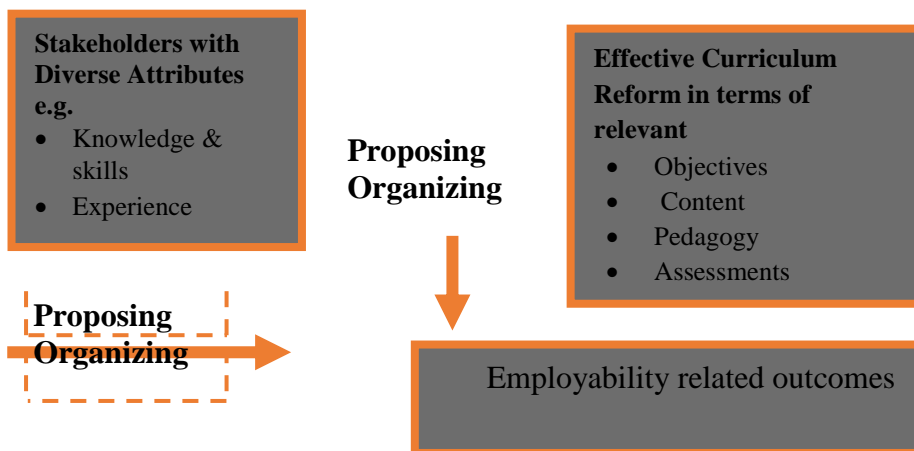 Stakeholders with
Diverse Attributes
e.g.
• Knowledge &
skills
• Experience
Proposing
Organizing
Effective Curriculum
Reform in terms of
relevant
• Objectives
• Content
• Pedagogy
• Assessments
Proposing
Organizing
Employability related outcomes